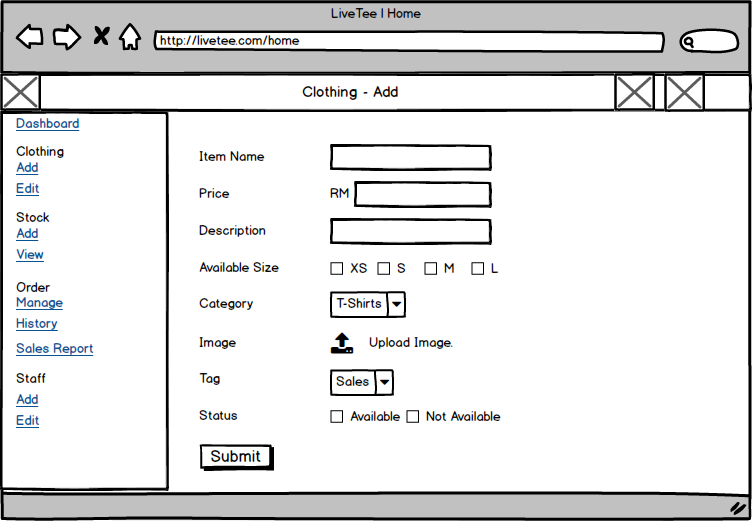 LiveTee | Home
http://livetee.com/home
Clothing - Add
Dashboard
Clothing
Add
Edit
Stock
Add
View
Order
Manage
History
Sales Report
Staff
Add
Edit
Item Name
Price RM
Description
Available Size XS S M L
Category T-Shirts
Image Upload Image.
Tag Sales
Status Available Not Available
Submit